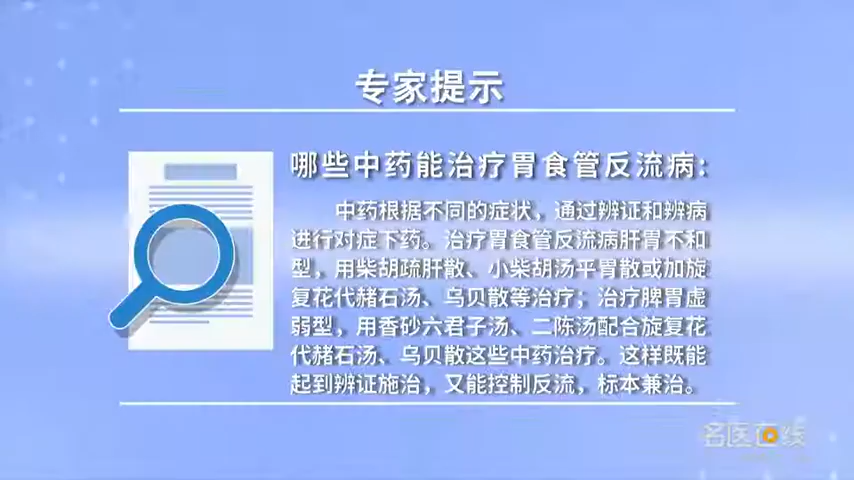 专家提示
哪些中药能治疗胃食管反流病:
中药根据不同的症状，通过辨证和辨病
进行对症下药。治疗胃食管反流病肝胃不和
型，用柴胡疏肝散、小柴胡汤平胃散或加旋
复花代赭石汤、乌贝散等治疗；治疗脾胃虚
弱型，用香砂六君子汤、二陈汤配合旋复花
代赭石汤、乌贝散这些中药治疗。这样既能
起到辨证施治，又能控制反流，标本兼治。
名医在线